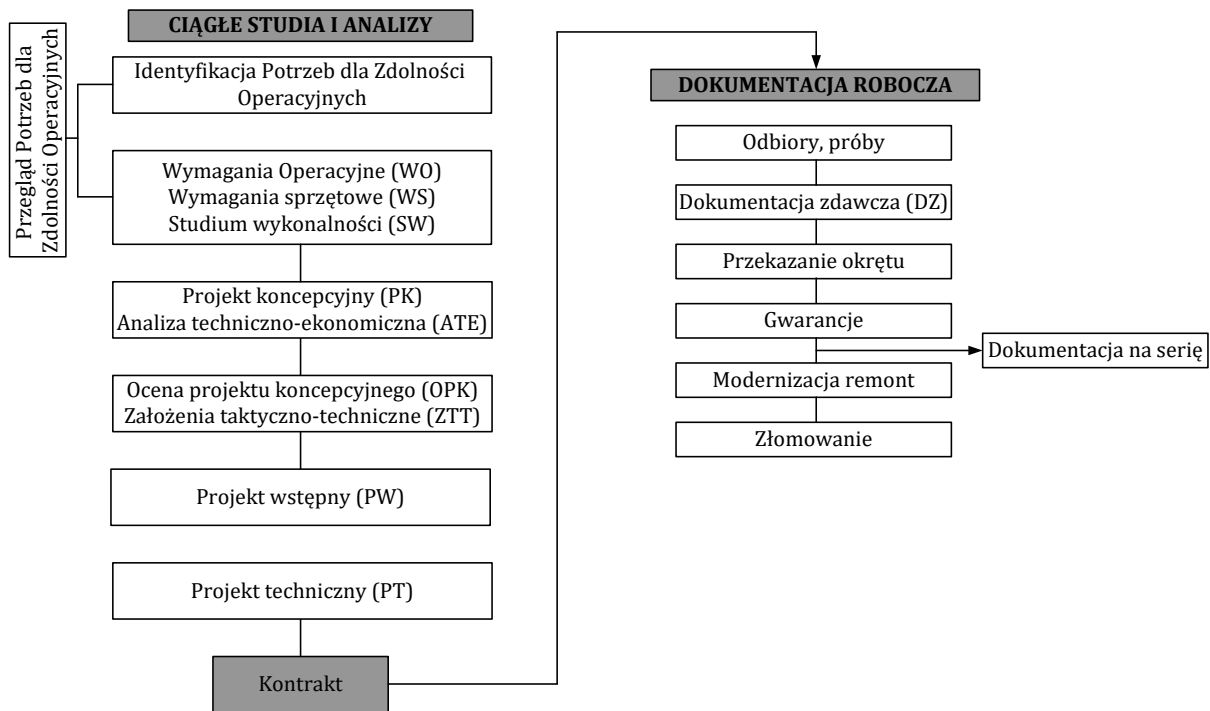 CIĄGŁE STUDIA I ANALIZY
Przegląd Potrzeb dla
Zdolności Operacyjnych
Identyfikacja Potrzeb dla Zdolności
Operacyjnych
Wymagania Operacyjne (WO)
Wymagania sprzętowe (WS)
Studium wykonalności (SW)
Projekt koncepcyjny (PK)
Analiza techniczno-ekonomiczna (ATE)
Ocena projektu koncepcyjnego (OPK)
Założenia taktyczno-techniczne (ZTT)
Projekt wstępny (PW)
Projekt techniczny (PT)
Kontrakt
DOKUMENTACJA ROBOCZA
Odbiory, próby
Dokumentacja zdawcza (DZ)
Przekazanie okrętu
Gwarancje
Dokumentacja na serię
Modernizacja remont
Złomowanie